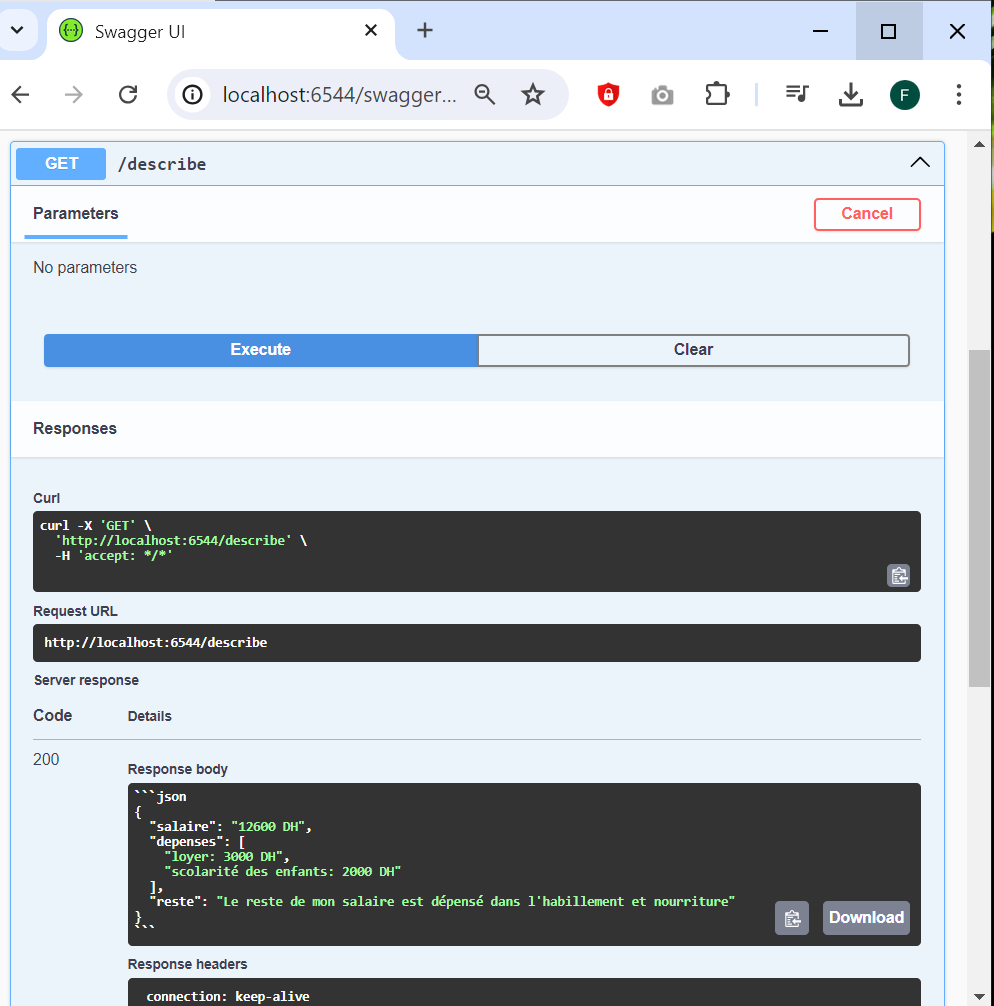 Swagger UI
localhost:6544/swagger...
F
GET /describe
Parameters
Cancel
No parameters
Execute
Clear
Responses
Curl
curl -X 'GET' \
  'http://localhost:6544/describe' \
  -H 'accept: */*'
Request URL
http://localhost:6544/describe
Server response
Code Details
200
Response body
```json
{
  "salaire": "12600 DH",
  "depenses": [
    "loyer: 3000 DH",
    "scolarité des enfants: 2000 DH"
  ],
  "reste": "Le reste de mon salaire est dépensé dans l'habillement et nourriture"
}
```
Download
Response headers
connection: keep-alive